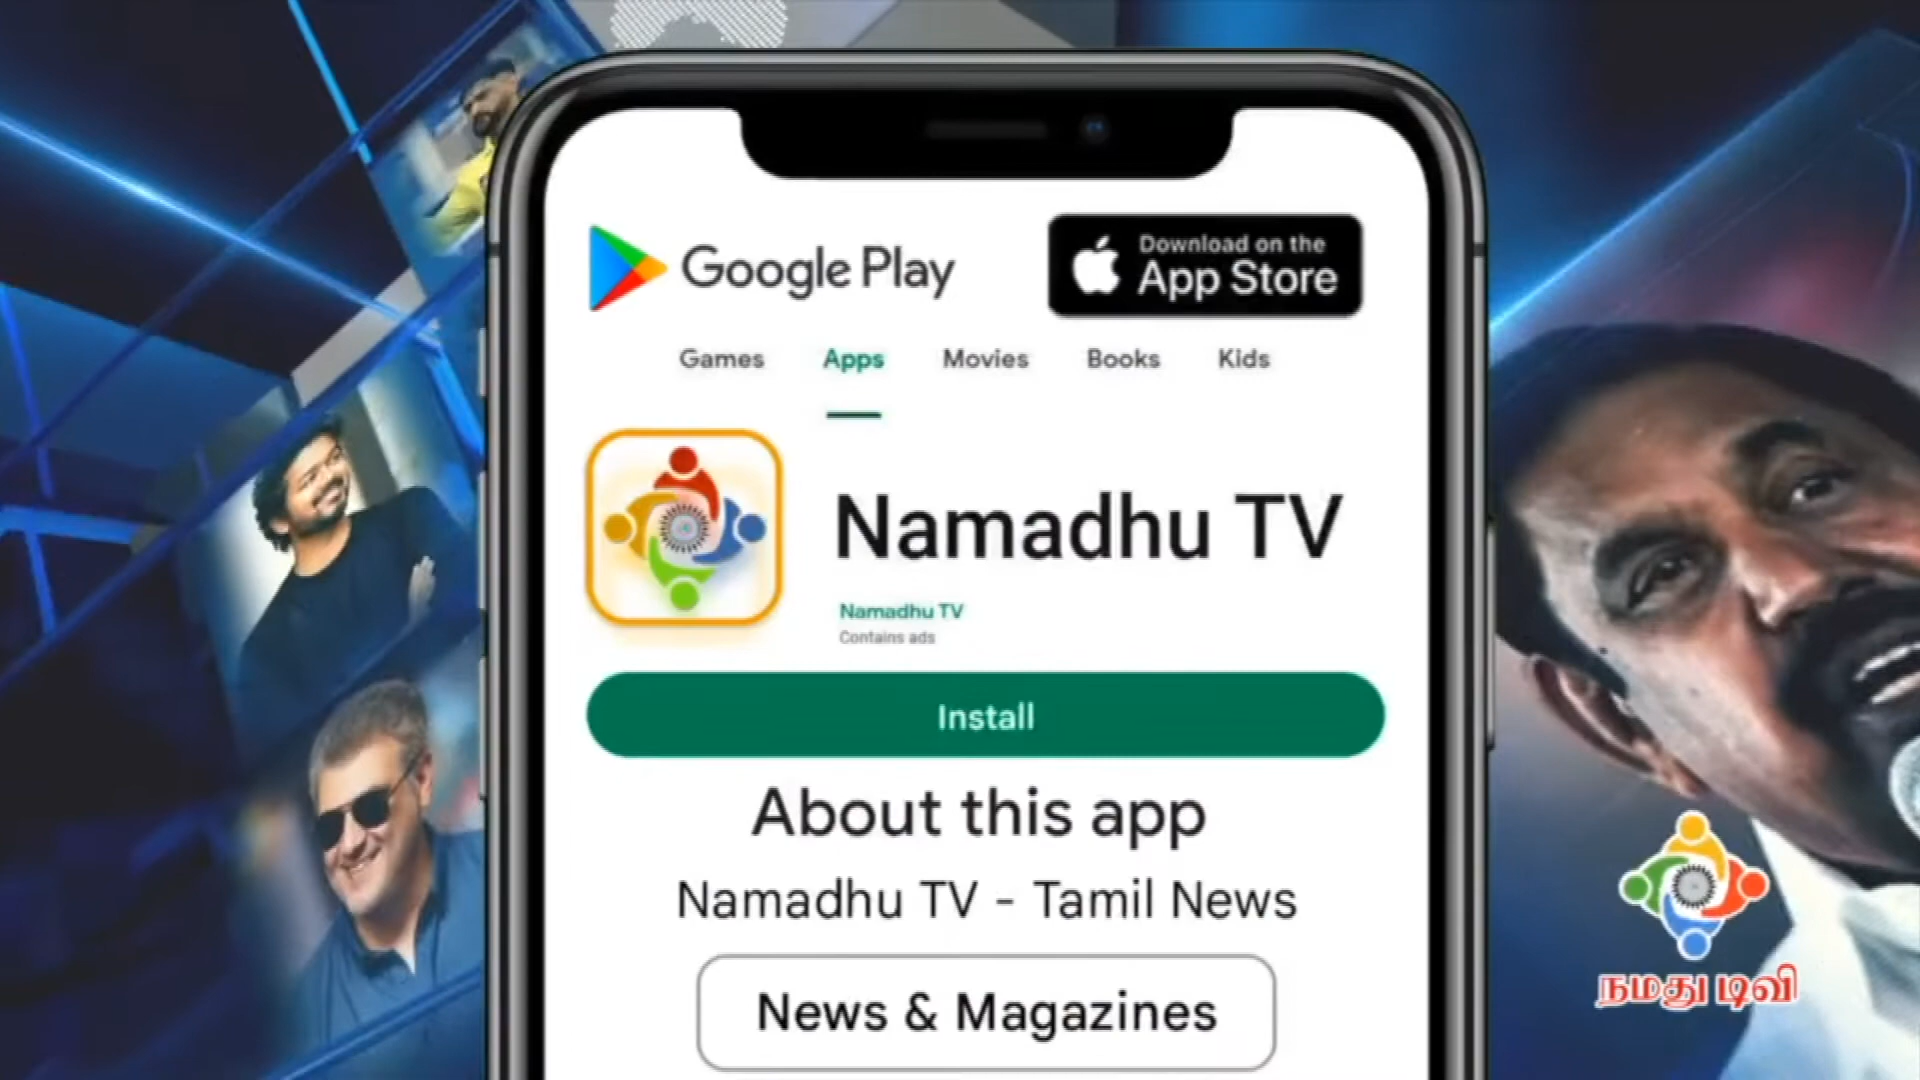 Google Play
Download on the
App Store
Games Apps Movies Books Kids
Namadhu TV
Namadhu TV
Contains ads
Install
About this app
Namadhu TV - Tamil News
News & Magazines
நமது டிவி